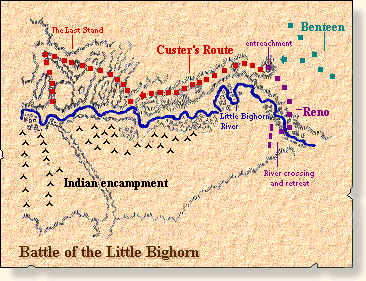 The Last Stand
Benteen
Custer's Route
entreachment
Little Bighorn
River
Reno
River crossing
and retreat
Indian encampment
Battle of the Little Bighorn